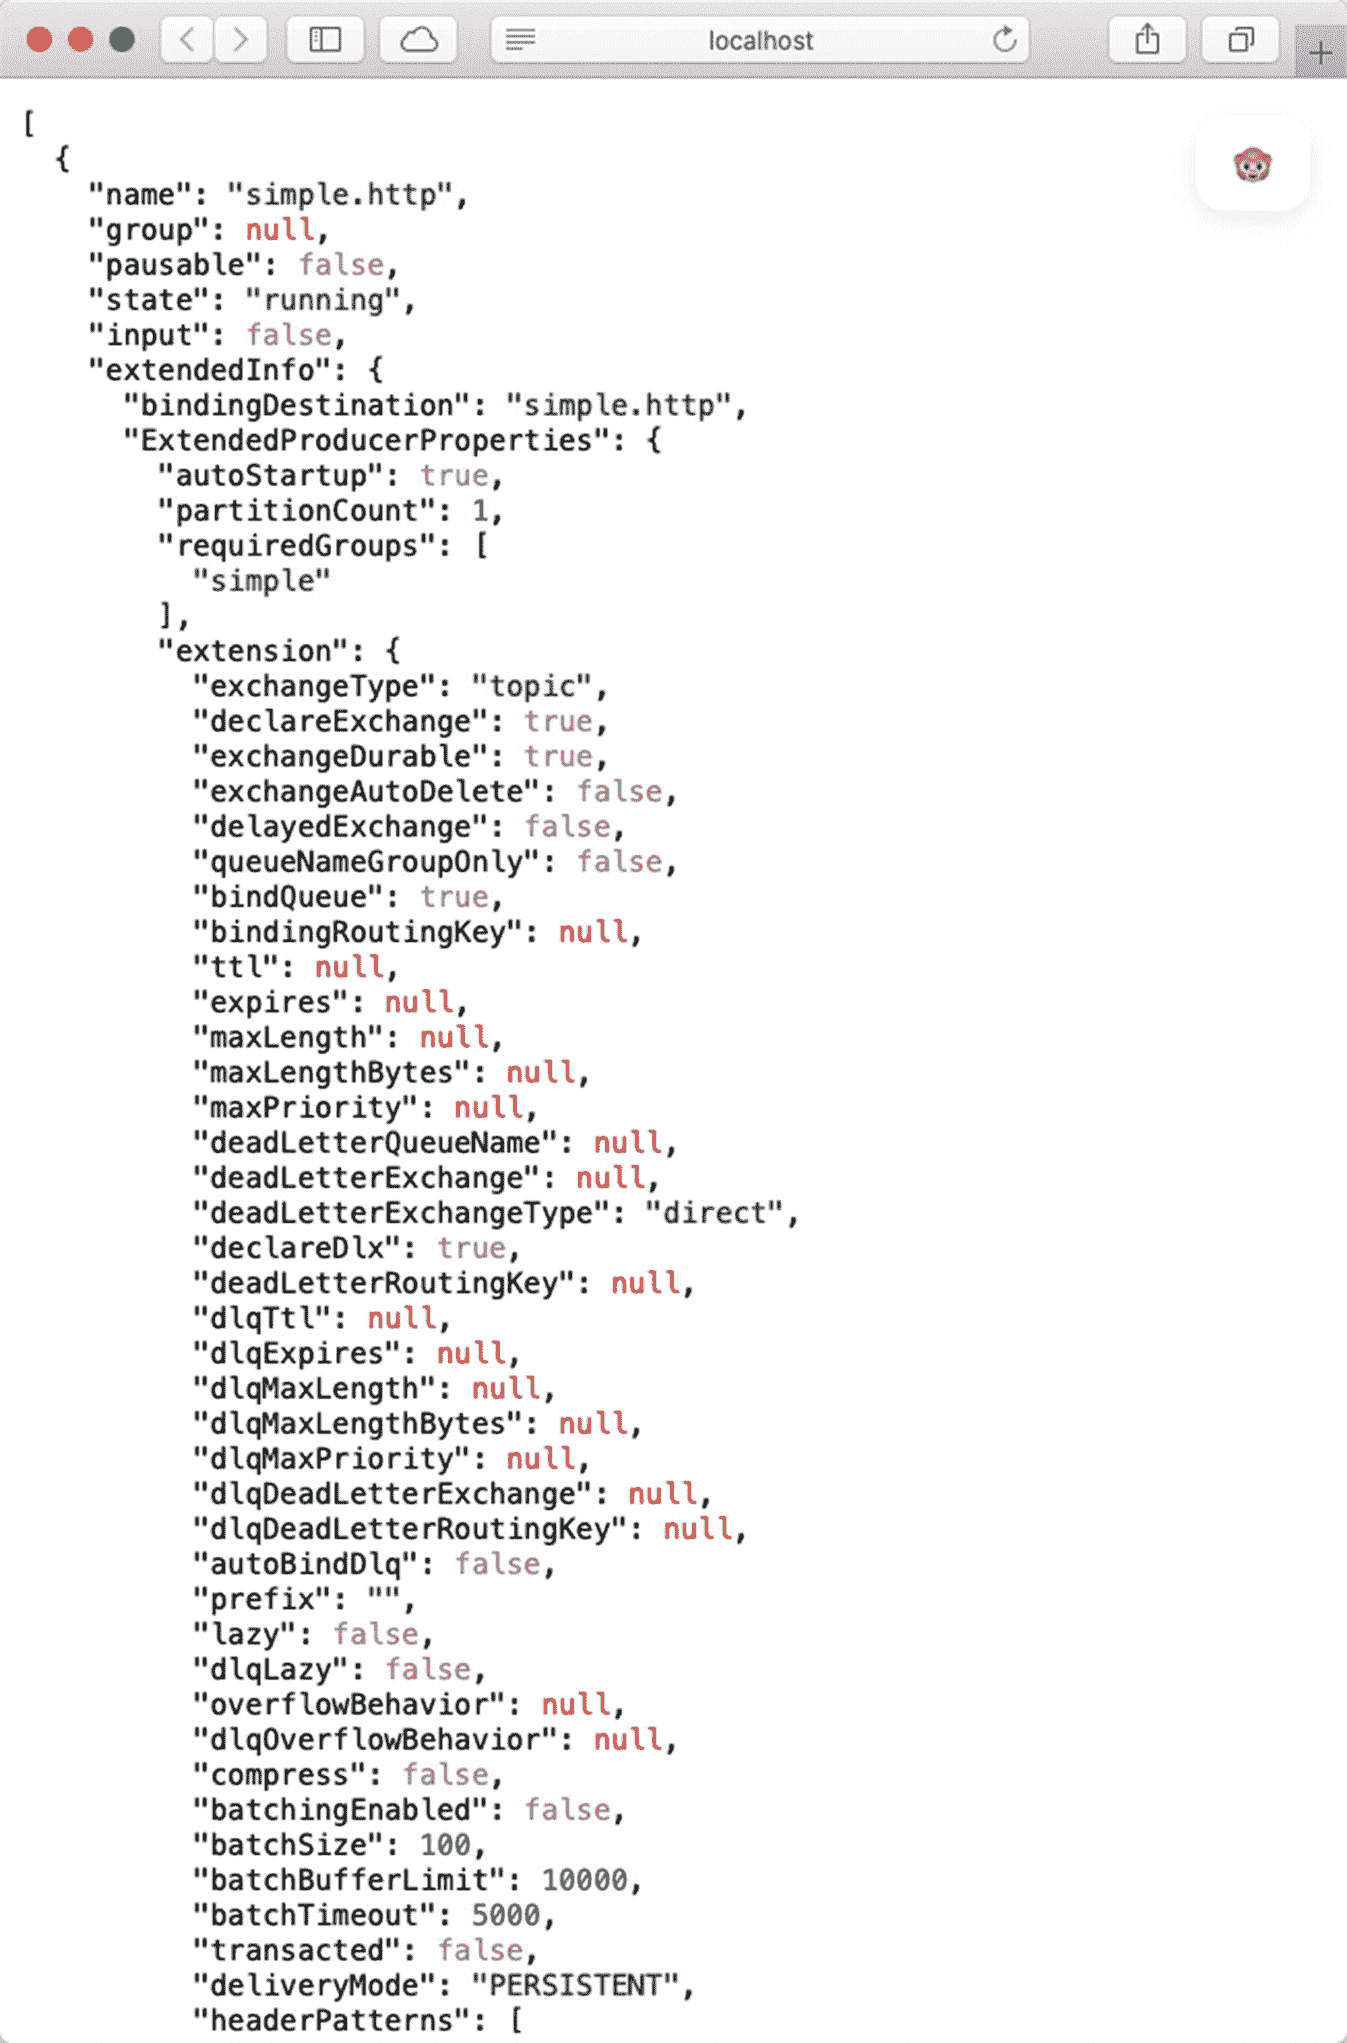 localhost
[
{
"name": "simple.http",
"group": null,
"pausable": false,
"state": "running",
"input": false,
"extendedInfo": {
"bindingDestination": "simple.http",
"ExtendedProducerProperties": {
"autoStartup": true,
"partitionCount": 1,
"requiredGroups": [
"simple"
],
"extension": {
"exchangeType": "topic",
"declareExchange": true,
"exchangeDurable": true,
"exchangeAutoDelete": false,
"delayedExchange": false,
"queueNameGroupOnly": false,
"bindQueue": true,
"bindingRoutingKey": null,
"ttl": null,
"expires": null,
"maxLength": null,
"maxLengthBytes": null,
"maxPriority": null,
"deadLetterQueueName": null,
"deadLetterExchange": null,
"deadLetterExchangeType": "direct",
"declareDlx": true,
"deadLetterRoutingKey": null,
"dlqTtl": null,
"dlqExpires": null,
"dlqMaxLength": null,
"dlqMaxLengthBytes": null,
"dlqMaxPriority": null,
"dlqDeadLetterExchange": null,
"dlqDeadLetterRoutingKey": null,
"autoBindDlq": false,
"prefix": "",
"lazy": false,
"dlqLazy": false,
"overflowBehavior": null,
"dlqOverflowBehavior": null,
"compress": false,
"batchingEnabled": false,
"batchSize": 100,
"batchBufferLimit": 10000,
"batchTimeout": 5000,
"transacted": false,
"deliveryMode": "PERSISTENT",
"headerPatterns": [